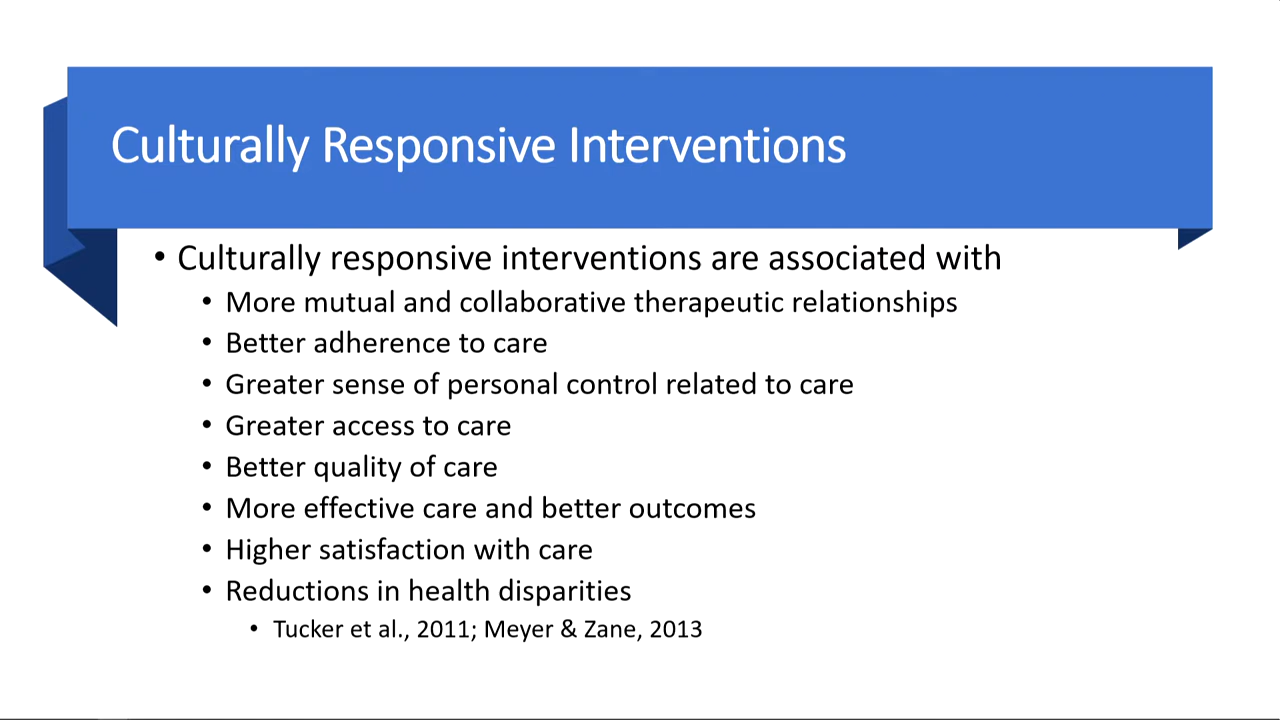 Culturally Responsive Interventions
• Culturally responsive interventions are associated with
• More mutual and collaborative therapeutic relationships
• Better adherence to care
• Greater sense of personal control related to care
• Greater access to care
• Better quality of care
• More effective care and better outcomes
• Higher satisfaction with care
• Reductions in health disparities
• Tucker et al., 2011; Meyer & Zane, 2013